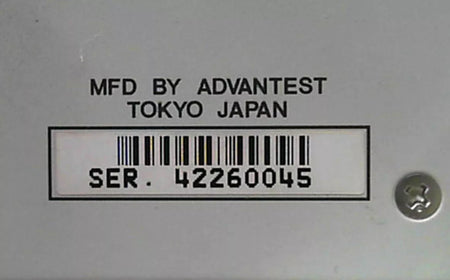 MFD BY ADVANTEST
TOKYO JAPAN
SER. 42260045